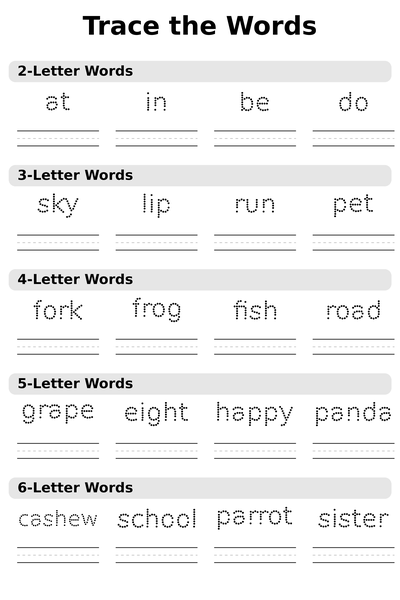 Trace the Words
2-Letter Words
at in be do
3-Letter Words
sky lip run pet
4-Letter Words
fork frog fish road
5-Letter Words
grape eight happy panda
6-Letter Words
cashew school parrot sister